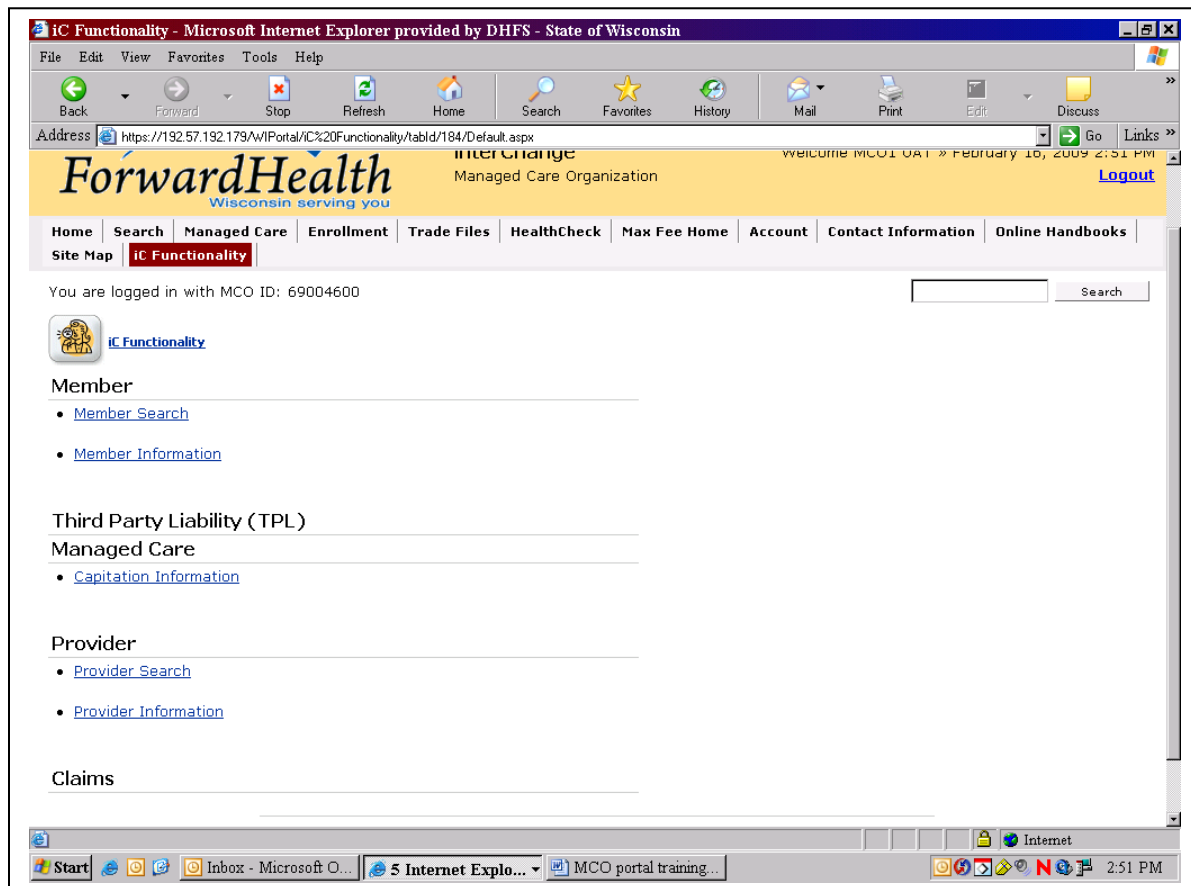 iC Functionality - Microsoft Internet Explorer provided by DHFS - State of Wisconsin
File Edit View Favorites Tools Help
Back Forward Stop Refresh Home Search Favorites History Mail Print Edit Discuss »
Address https://192.57.192.179/WIPortal/iC%20Functionality/tabId/184/Default.aspx Go Links »
interChange Welcome MCO1 UAT » February 16, 2009 2:51 PM
ForwardHealth Managed Care Organization Logout
Wisconsin serving you
Home Search Managed Care Enrollment Trade Files HealthCheck Max Fee Home Account Contact Information Online Handbooks
Site Map iC Functionality
You are logged in with MCO ID: 69004600 Search
iC Functionality
Member
• Member Search
• Member Information
Third Party Liability (TPL)
Managed Care
• Capitation Information
Provider
• Provider Search
• Provider Information
Claims
Internet
Start Inbox - Microsoft O... 5 Internet Explo... MCO portal training... 2:51 PM